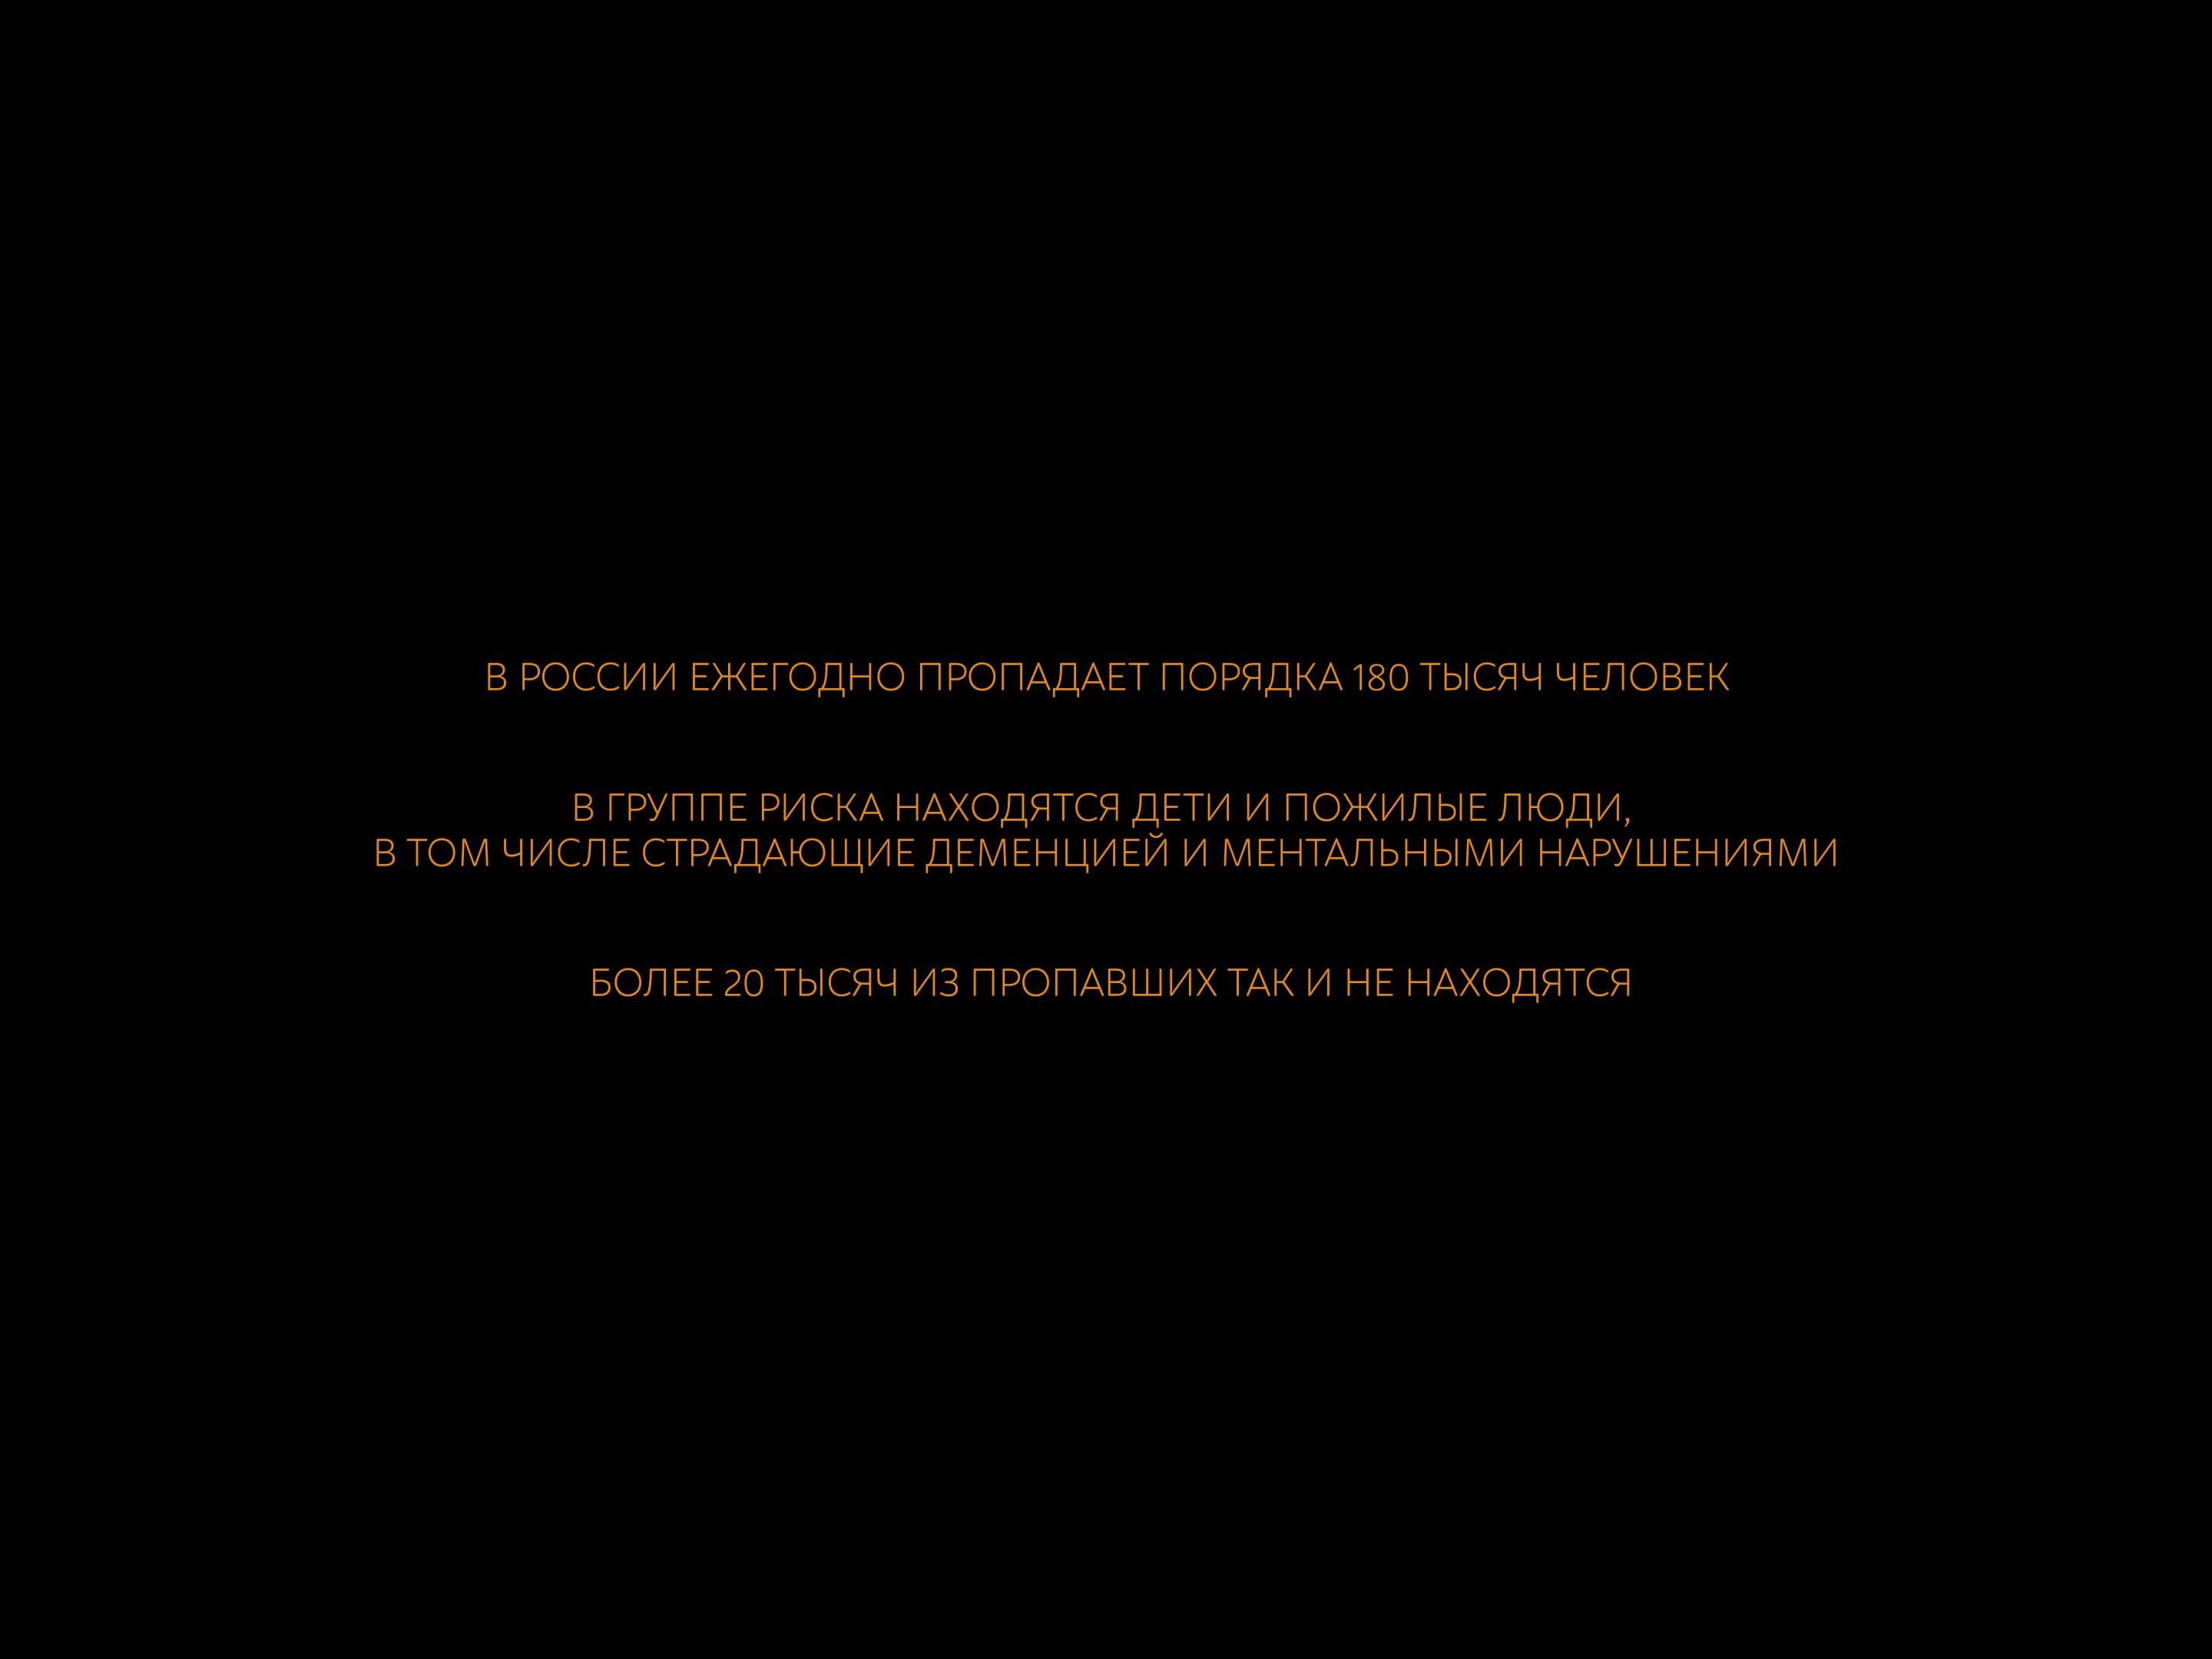 В РОССИИ ЕЖЕГОДНО ПРОПАДАЕТ ПОРЯДКА 180 ТЫСЯЧ ЧЕЛОВЕК
В ГРУППЕ РИСКА НАХОДЯТСЯ ДЕТИ И ПОЖИЛЫЕ ЛЮДИ,
В ТОМ ЧИСЛЕ СТРАДАЮЩИЕ ДЕМЕНЦИЕЙ И МЕНТАЛЬНЫМИ НАРУШЕНИЯМИ
БОЛЕЕ 20 ТЫСЯЧ ИЗ ПРОПАВШИХ ТАК И НЕ НАХОДЯТСЯ